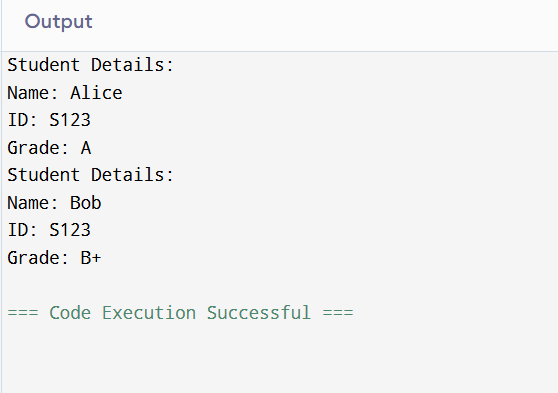 Output
Student Details:
Name: Alice
ID: S123
Grade: A
Student Details:
Name: Bob
ID: S123
Grade: B+
=== Code Execution Successful ===